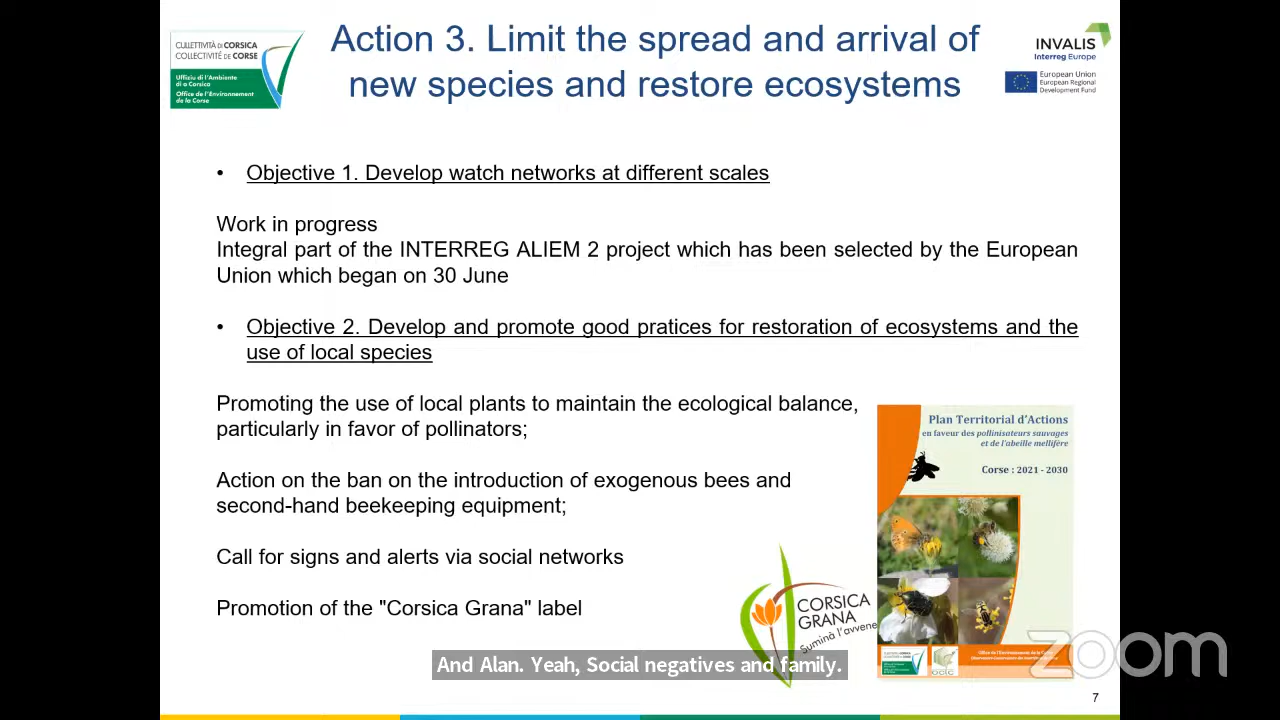 CULLETTIVITÀ DI CORSICA
COLLECTIVITÉ DE CORSE
Uffiziu di l'Ambiente
di a Corsica
Office de l'Environnement
de la Corse
Action 3. Limit the spread and arrival of
new species and restore ecosystems
INVALIS
Interreg Europe
European Union
European Regional
Development Fund
• Objective 1. Develop watch networks at different scales
Work in progress
Integral part of the INTERREG ALIEM 2 project which has been selected by the European
Union which began on 30 June
• Objective 2. Develop and promote good pratices for restoration of ecosystems and the
use of local species
Promoting the use of local plants to maintain the ecological balance,
particularly in favor of pollinators;
Action on the ban on the introduction of exogenous bees and
second-hand beekeeping equipment;
Call for signs and alerts via social networks
Promotion of the "Corsica Grana" label
CORSICA
GRANA
Suminà l'avvene
Plan Territorial d'Actions
en faveur des pollinisateurs sauvages
et de l'abeille mellifère
Corse : 2021 - 2030
Office de l'Environnement de la Corse
And Alan. Yeah, Social negatives and family.
zoom
7